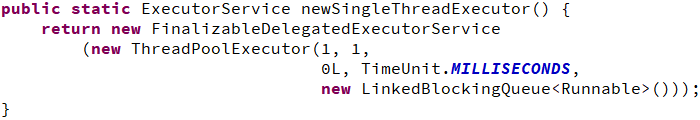 public static ExecutorService newSingleThreadExecutor() {
    return new FinalizableDelegatedExecutorService
        (new ThreadPoolExecutor(1, 1,
                                0L, TimeUnit.MILLISECONDS,
                                new LinkedBlockingQueue<Runnable>()));
}